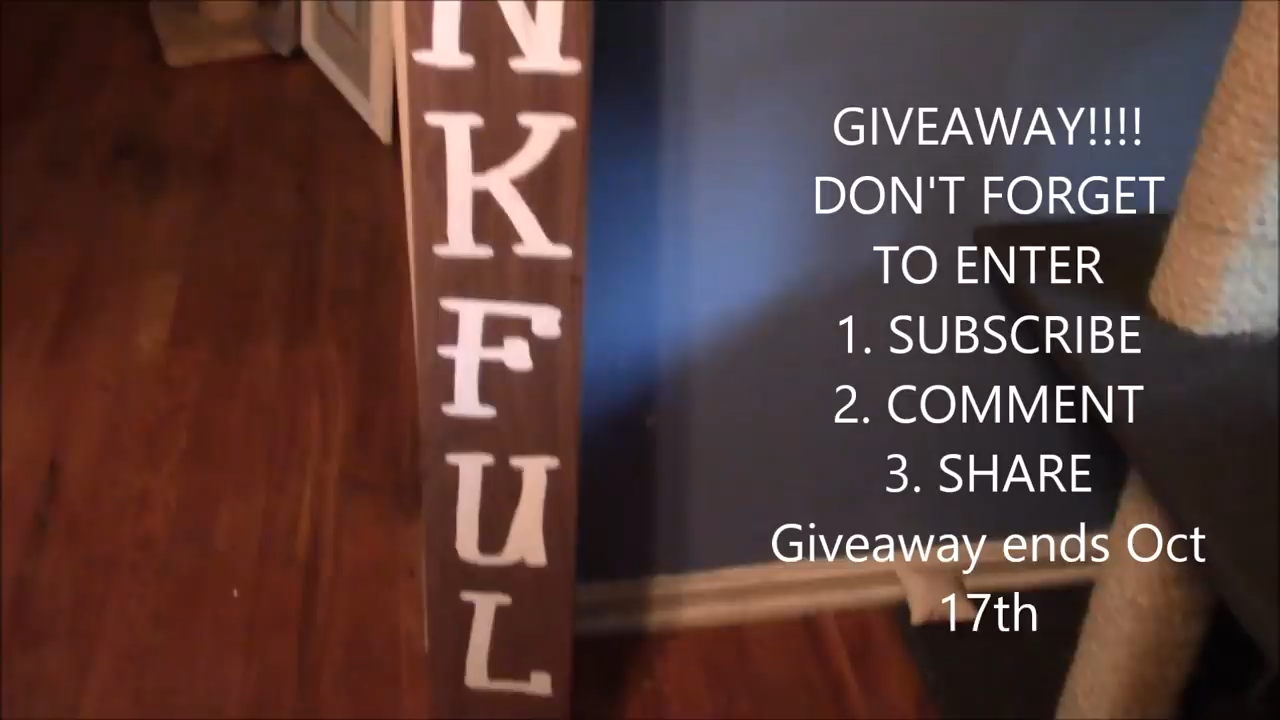 N
K
F
U
L
GIVEAWAY!!!!
DON'T FORGET
TO ENTER
1. SUBSCRIBE
2. COMMENT
3. SHARE
Giveaway ends Oct
17th